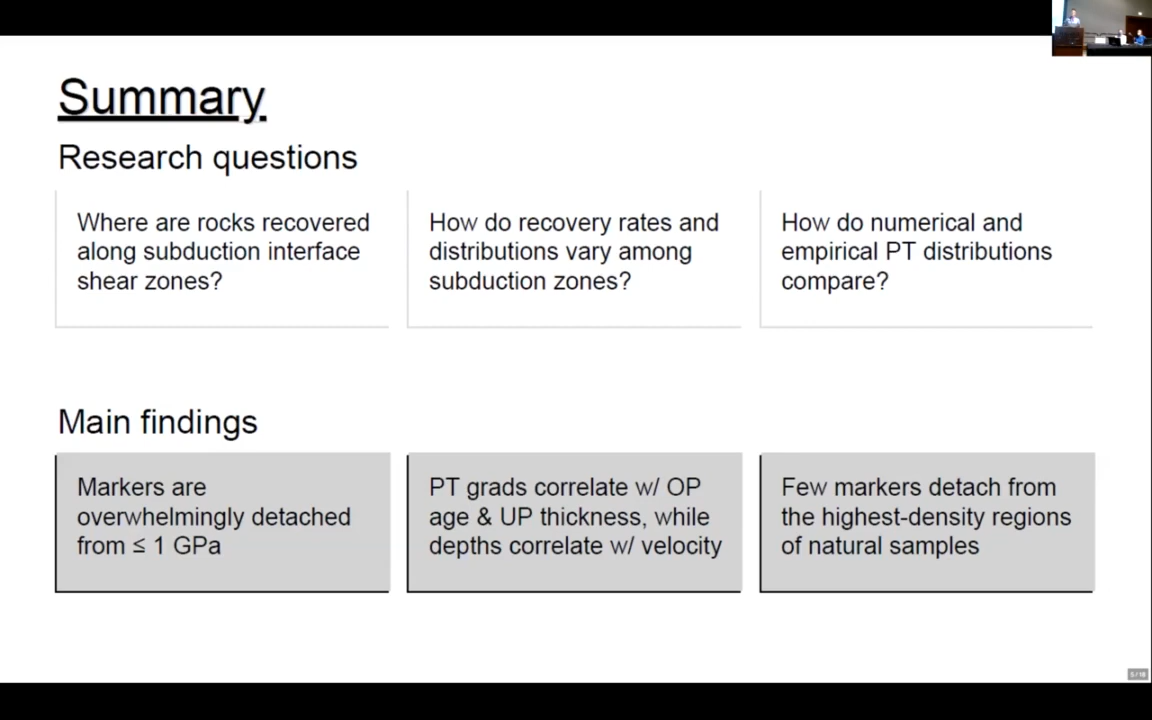 Summary
Research questions
Where are rocks recovered
along subduction interface
shear zones?
How do recovery rates and
distributions vary among
subduction zones?
How do numerical and
empirical PT distributions
compare?
Main findings
Markers are
overwhelmingly detached
from ≤ 1 GPa
PT grads correlate w/ OP
age & UP thickness, while
depths correlate w/ velocity
Few markers detach from
the highest-density regions
of natural samples